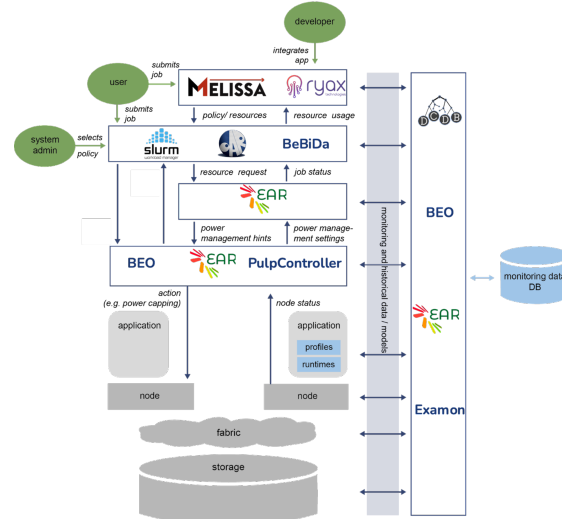 developer
integrates
app
submits
job
user
MELISSA
ryax
technologies
submits
job
policy/ resources
resource usage
system
admin
selects
policy
slurm
workload manager
OAR
BeBiDa
DCDB
resource request
job status
EAR
BEO
power
management hints
power manage-
ment settings
BEO
EAR
PulpController
monitoring and historical data / models
monitoring data
DB
action
(e.g. power capping)
node status
EAR
application
application
profiles
runtimes
node
node
Examon
fabric
storage